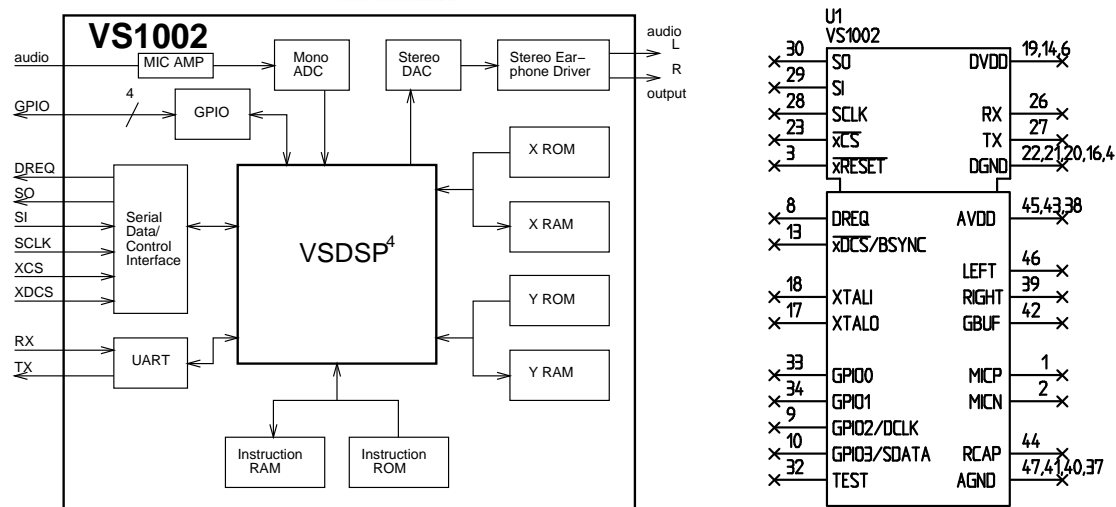 VS1002
audio
MIC AMP
Mono
ADC
Stereo
DAC
Stereo Ear–
phone Driver
audio
L
R
output
GPIO
4
GPIO
DREQ
SO
SI
SCLK
XCS
XDCS
Serial
Data/
Control
Interface
VSDSP4
X ROM
X RAM
Y ROM
Y RAM
RX
TX
UART
Instruction
RAM
Instruction
ROM
U1
VS1002
30 SO DVDD 19,14,6
29 SI
28 SCLK RX 26
23 xCS TX 27
3 xRESET DGND 22,21,20,16,4
8 DREQ AVDD 45,43,38
13 xDCS/BSYNC
LEFT 46
18 XTALI RIGHT 39
17 XTALO GBUF 42
33 GPIO0 MICP 1
34 GPIO1 MICN 2
9 GPIO2/DCLK
10 GPIO3/SDATA RCAP 44
32 TEST AGND 47,41,40,37